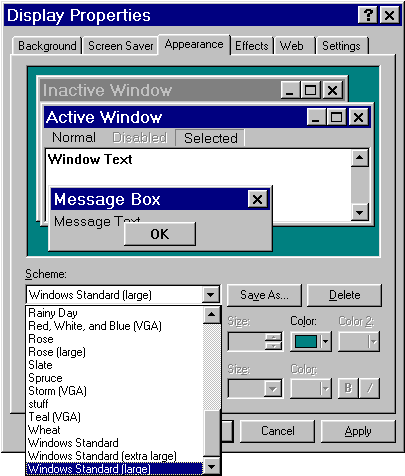 Display Properties
Background Screen Saver Appearance Effects Web Settings
Inactive Window
Active Window
Normal Disabled Selected
Window Text
Message Box
Message Text
OK
Scheme:
Windows Standard (large) Save As... Delete
Rainy Day
Red, White, and Blue (VGA)
Rose
Rose (large)
Slate
Spruce
Storm (VGA)
stuff
Teal (VGA)
Wheat
Windows Standard
Windows Standard (extra large)
Windows Standard (large)
Size: Color: Color 2:
Size: Color B /
Cancel Apply